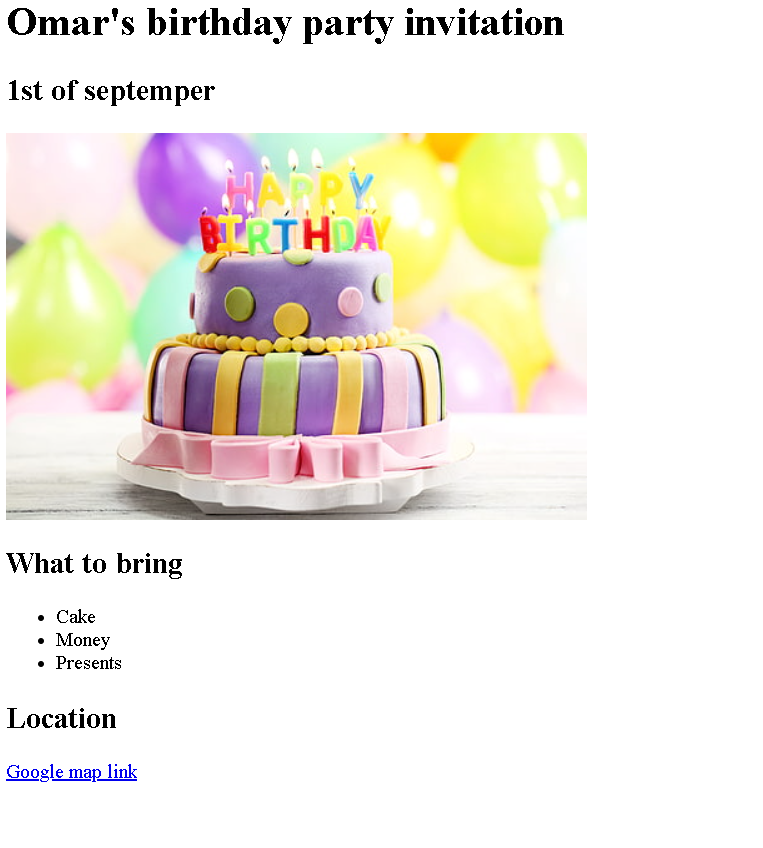 Omar's birthday party invitation
1st of septemper
HAPPY
BIRTHDAY
What to bring
Cake
Money
Presents
Location
Google map link